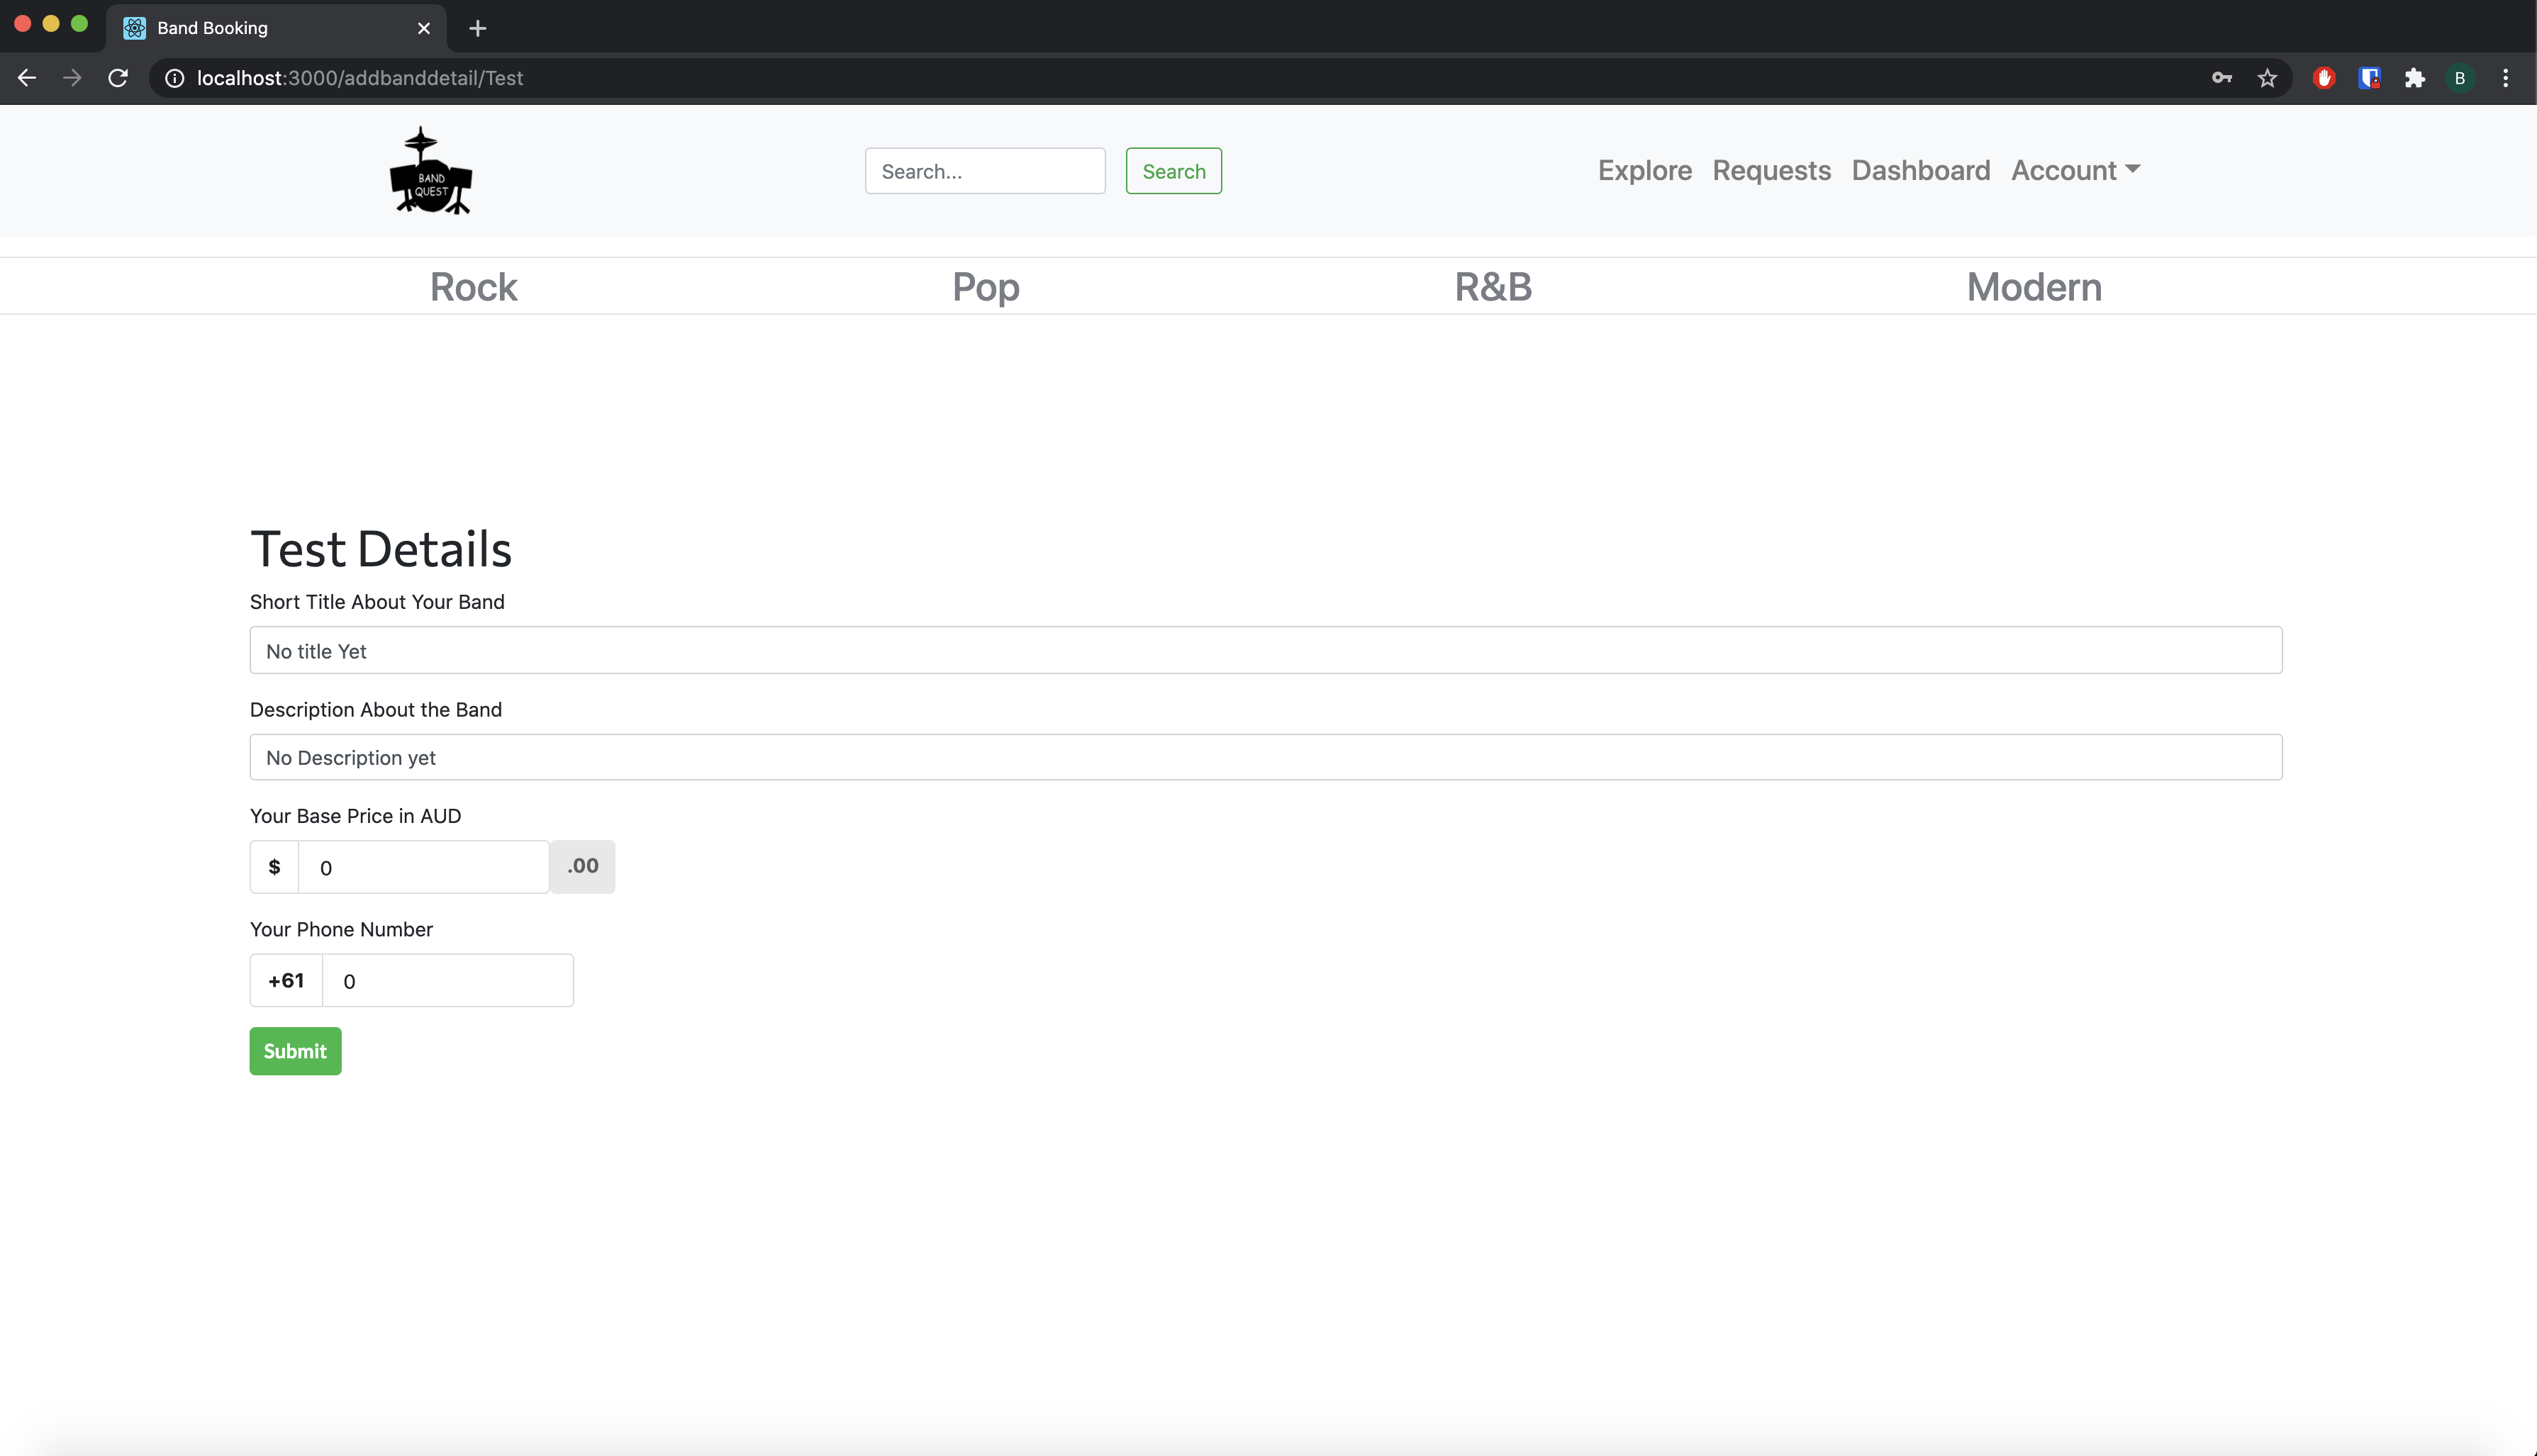 Band Booking
localhost:3000/addbanddetail/Test
B
BAND
QUEST
Search...
Search
Explore Requests Dashboard Account
Rock Pop R&B Modern
Test Details
Short Title About Your Band
No title Yet
Description About the Band
No Description yet
Your Base Price in AUD
$ 0 .00
Your Phone Number
+61 0
Submit